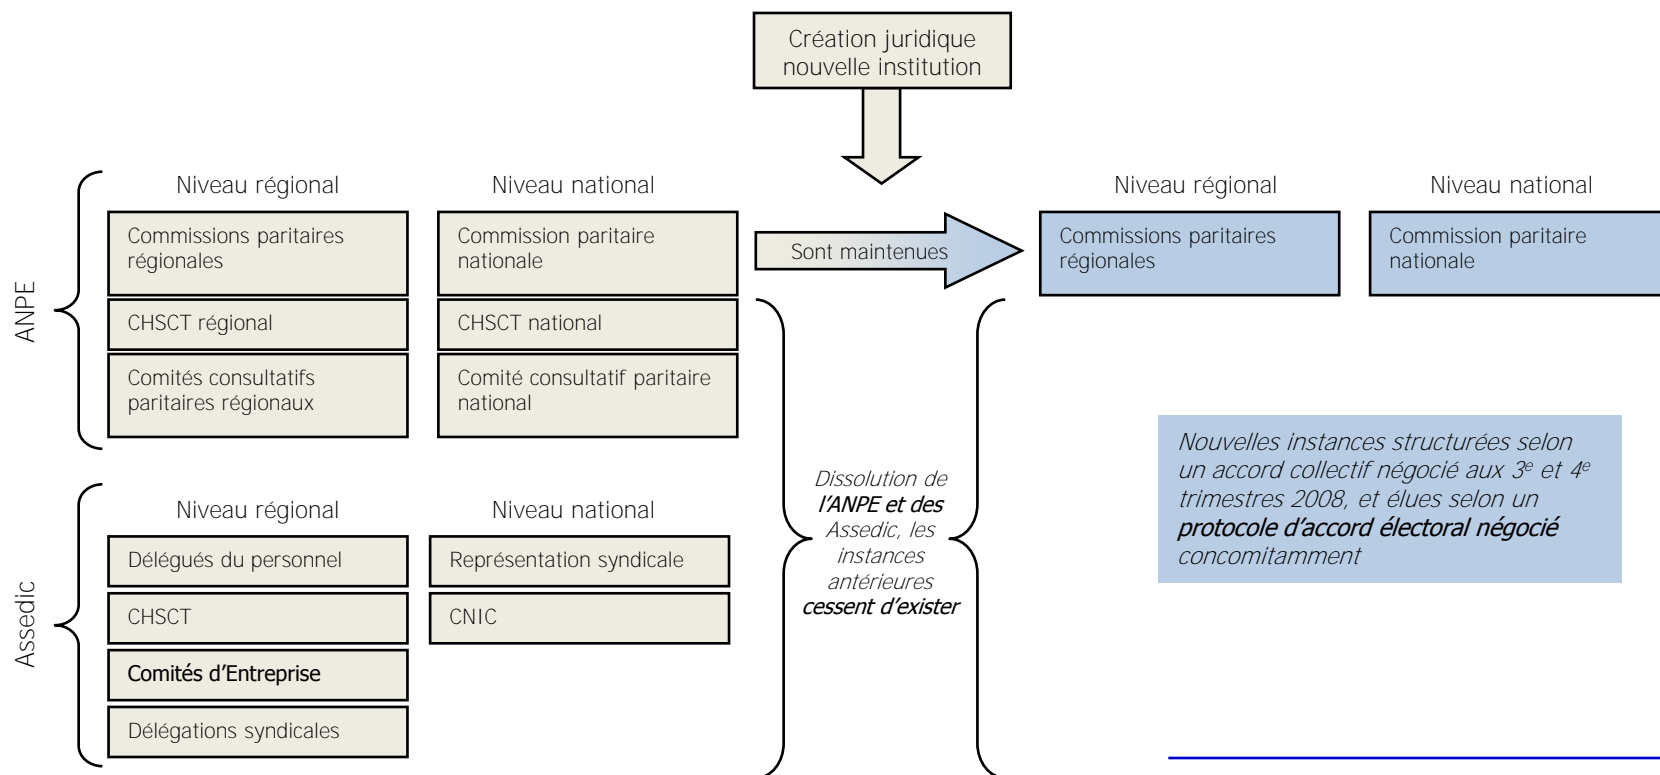 Création juridique
nouvelle institution
ANPE
Niveau régional
Niveau national
Commissions paritaires
régionales
Commission paritaire
nationale
CHSCT régional
CHSCT national
Comités consultatifs
paritaires régionaux
Comité consultatif paritaire
national
Sont maintenues
Niveau régional
Niveau national
Commissions paritaires
régionales
Commission paritaire
nationale
Assedic
Niveau régional
Niveau national
Délégués du personnel
Représentation syndicale
CHSCT
CNIC
Comités d'Entreprise
Délégations syndicales
Dissolution de
l'ANPE et des
Assedic, les
instances
antérieures
cessent d'exister
Nouvelles instances structurées selon
un accord collectif négocié aux 3e et 4e
trimestres 2008, et élues selon un
protocole d'accord électoral négocié
concomitamment